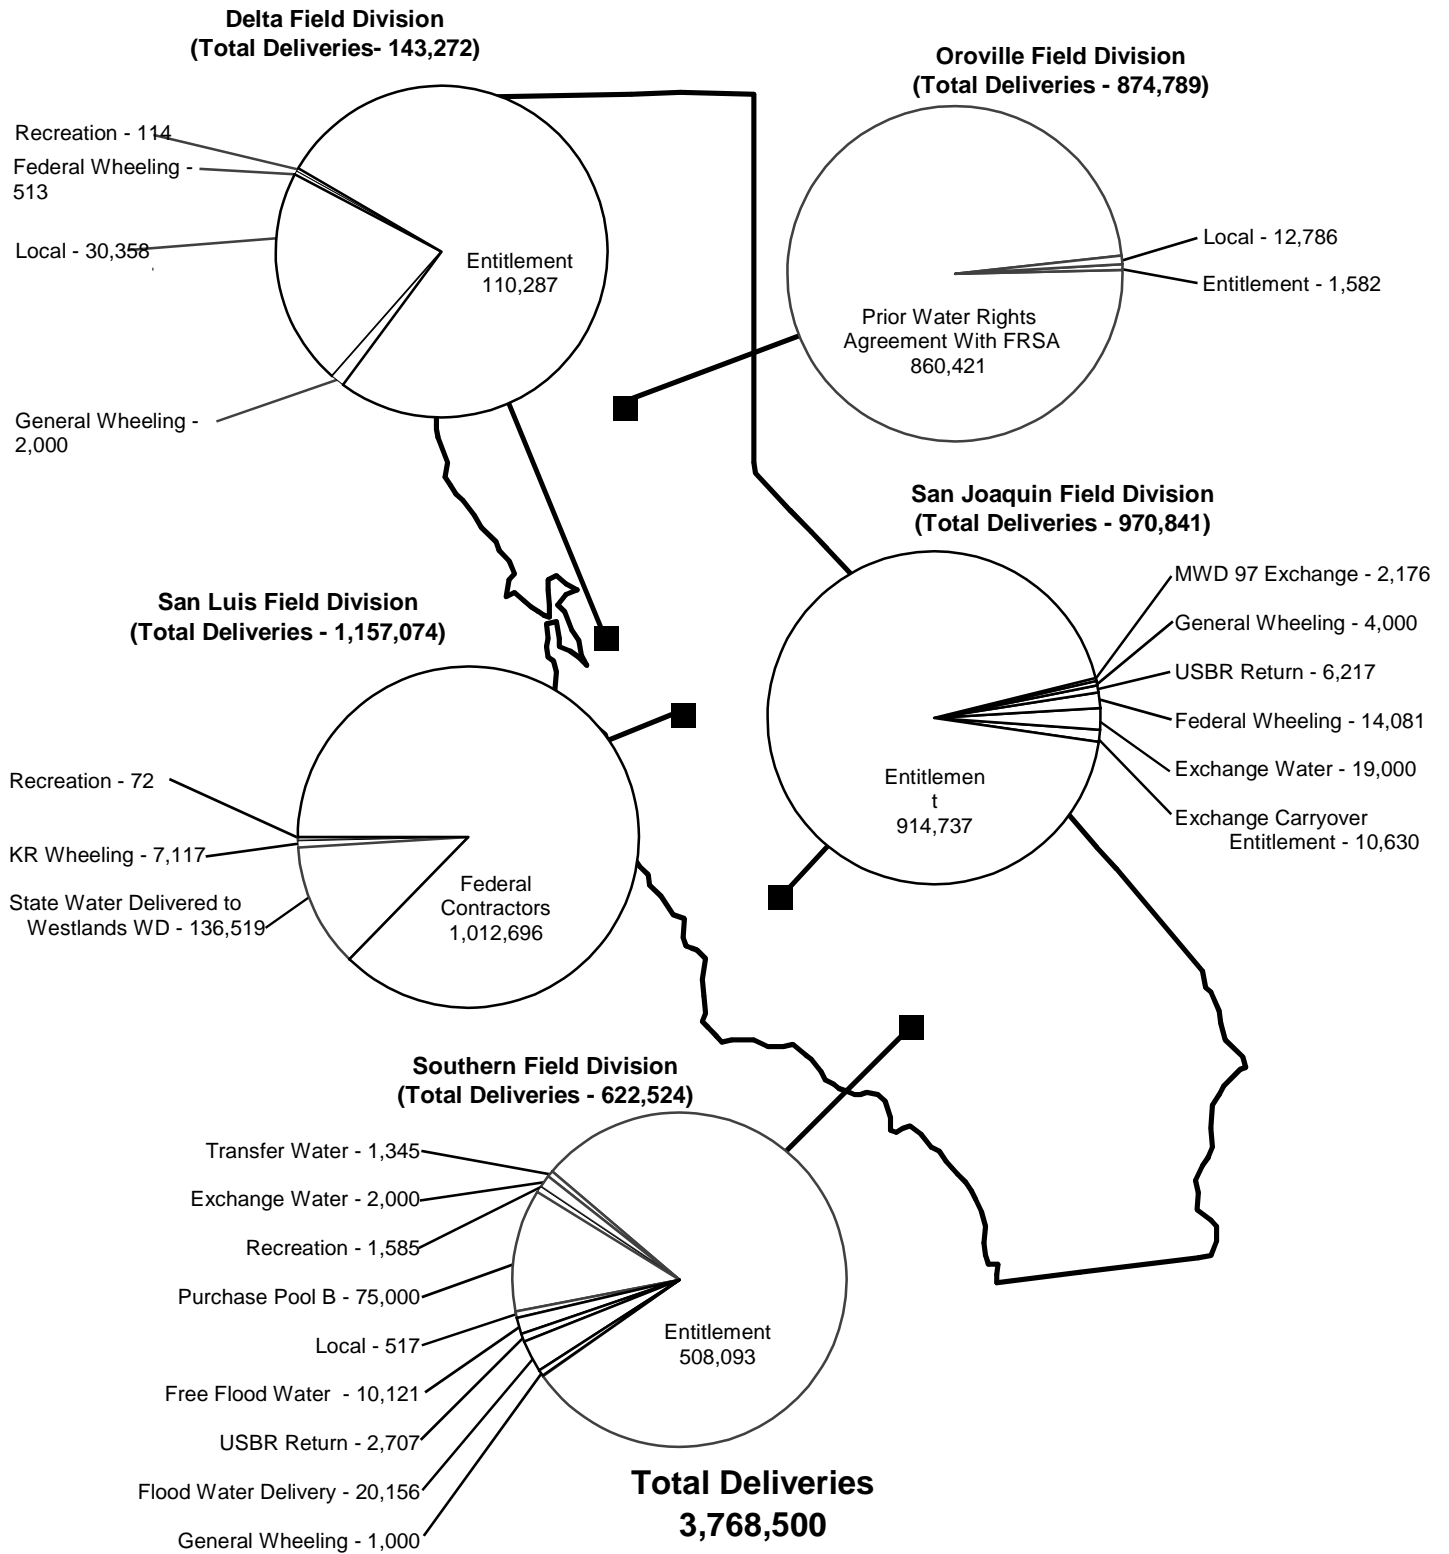 Delta Field Division
(Total Deliveries- 143,272)
Recreation - 114
Federal Wheeling -
513
Local - 30,358
General Wheeling -
2,000
Entitlement
110,287
Oroville Field Division
(Total Deliveries - 874,789)
Local - 12,786
Entitlement - 1,582
Prior Water Rights
Agreement With FRSA
860,421
San Joaquin Field Division
(Total Deliveries - 970,841)
MWD 97 Exchange - 2,176
General Wheeling - 4,000
USBR Return - 6,217
Federal Wheeling - 14,081
Exchange Water - 19,000
Exchange Carryover
Entitlement - 10,630
Entitlemen
t
914,737
San Luis Field Division
(Total Deliveries - 1,157,074)
Recreation - 72
KR Wheeling - 7,117
State Water Delivered to
Westlands WD - 136,519
Federal
Contractors
1,012,696
Southern Field Division
(Total Deliveries - 622,524)
Transfer Water - 1,345
Exchange Water - 2,000
Recreation - 1,585
Purchase Pool B - 75,000
Local - 517
Free Flood Water - 10,121
USBR Return - 2,707
Flood Water Delivery - 20,156
General Wheeling - 1,000
Entitlement
508,093
Total Deliveries
3,768,500